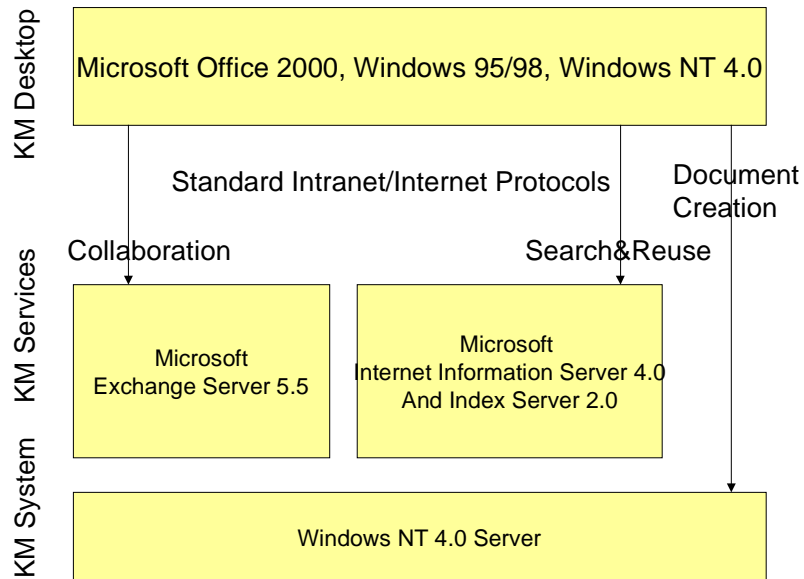 KM Desktop
Microsoft Office 2000, Windows 95/98, Windows NT 4.0
Standard Intranet/Internet Protocols
Document
Creation
Collaboration
Search&Reuse
KM Services
Microsoft
Exchange Server 5.5
Microsoft
Internet Information Server 4.0
And Index Server 2.0
KM System
Windows NT 4.0 Server